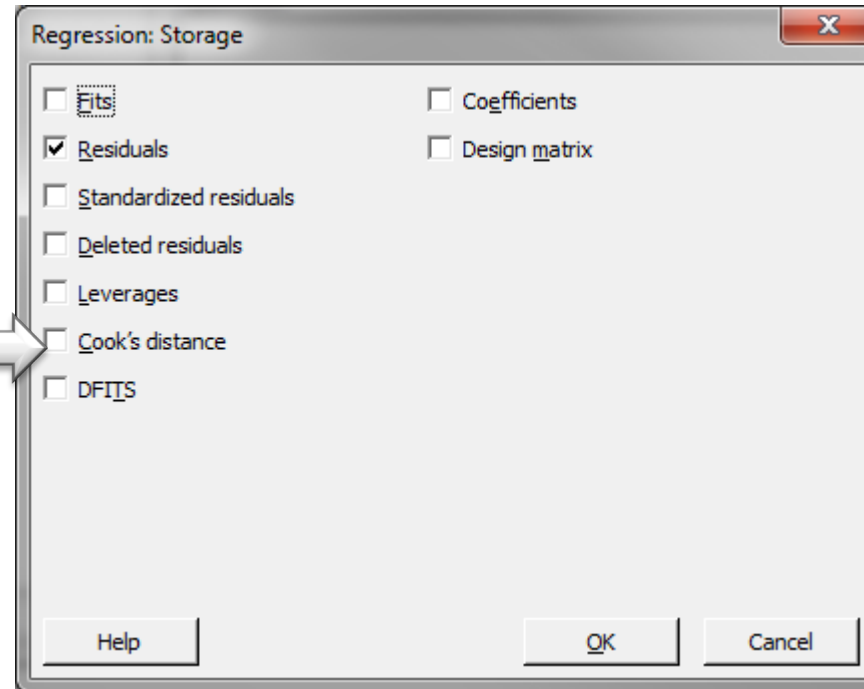 Regression: Storage
Fits
Residuals
Standardized residuals
Deleted residuals
Leverages
Cook's distance
DFITS
Coefficients
Design matrix
Help
OK
Cancel